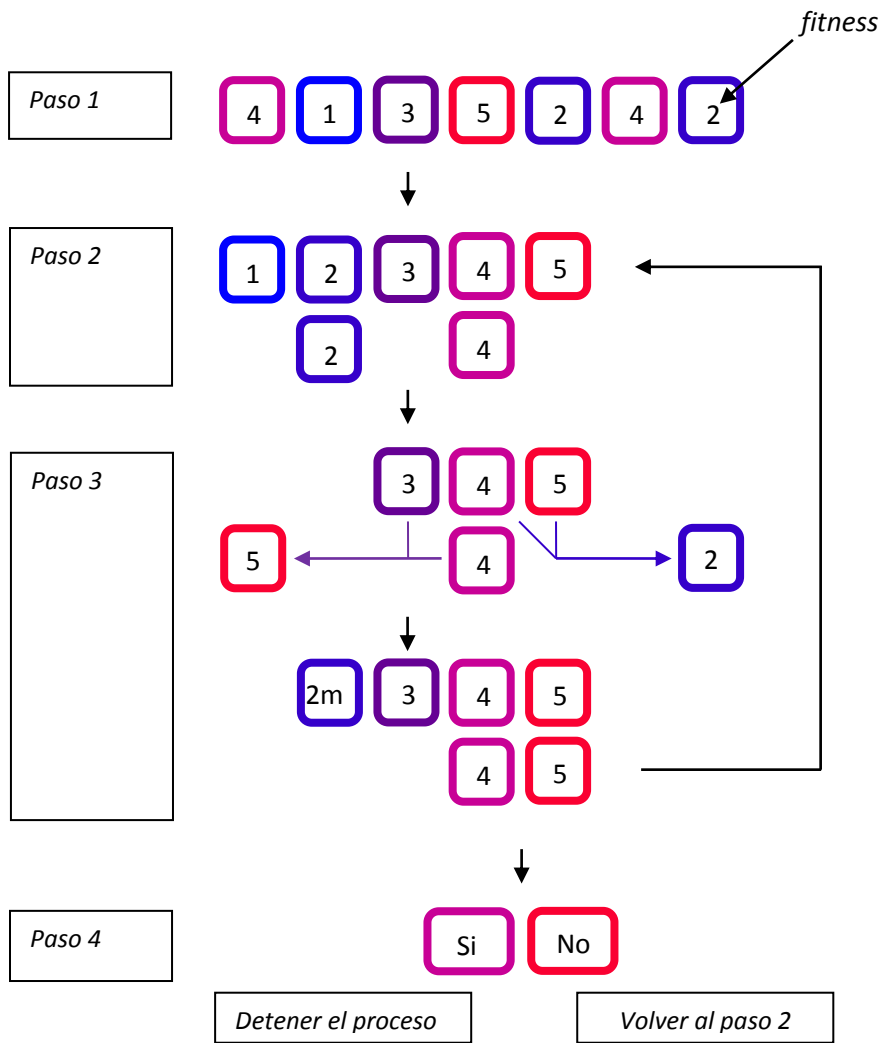 fitness
Paso 1
4 1 3 5 2 4 2
Paso 2
1 2 3 4 5
2 4
Paso 3
3 4 5
5 4 2
2m 3 4 5
4 5
Paso 4
Si No
Detener el proceso
Volver al paso 2